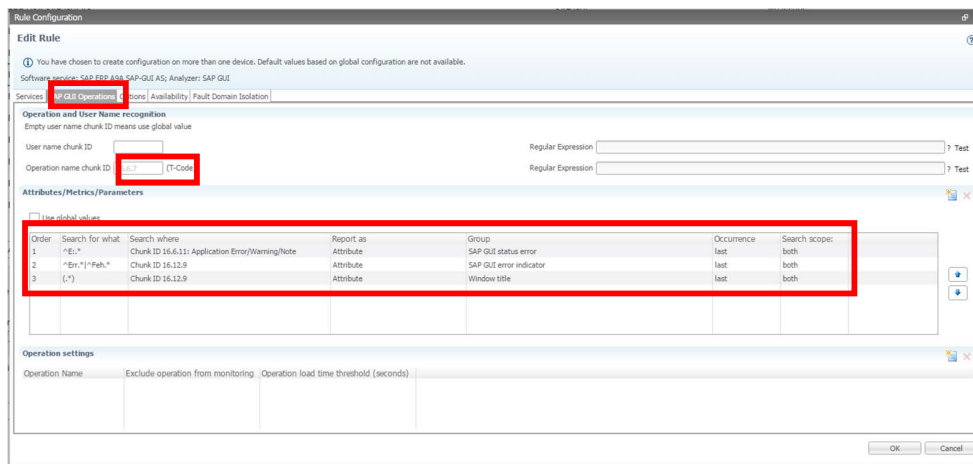 Rule Configuration
Edit Rule
You have chosen to create configuration on more than one device. Default values based on global configuration are not available.
Software service: SAP ERP A9A SAP-GUI AS; Analyzer: SAP GUI
Services AP GUI Operations tions Availability Fault Domain Isolation
Operation and User Name recognition
Empty user name chunk ID means use global value
User name chunk ID Regular Expression ? Test
Operation name chunk ID .6.7 (T-Code Regular Expression ? Test
Attributes/Metrics/Parameters
Use global values
Order Search for what Search where Report as Group Occurrence Search scope:
1 ^E:.* Chunk ID 16.6.11: Application Error/Warning/Note Attribute SAP GUI status error last both
2 ^Err.*|^Feh.* Chunk ID 16.12.9 Attribute SAP GUI error indicator last both
3 (.*) Chunk ID 16.12.9 Attribute Window title last both
Operation settings
Operation Name Exclude operation from monitoring Operation load time threshold (seconds)
OK Cancel